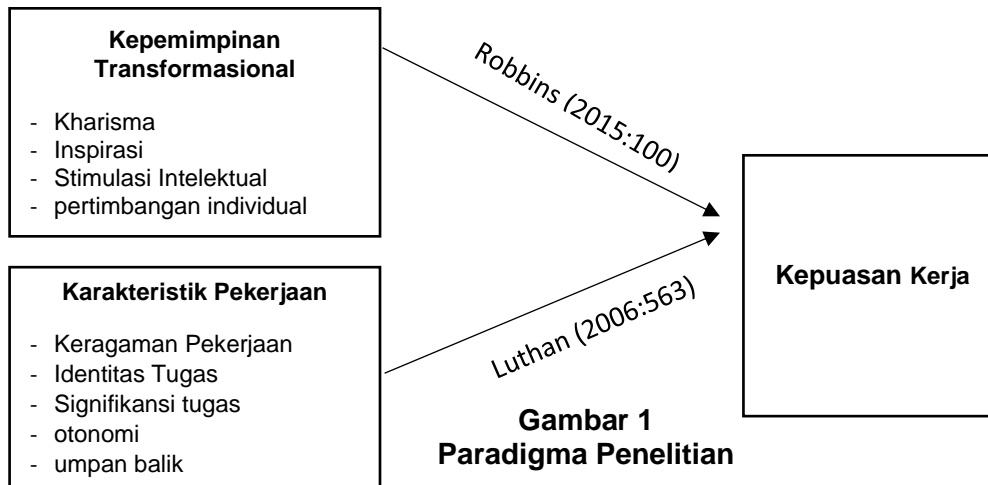 Kepemimpinan
Transformasional
- Kharisma
- Inspirasi
- Stimulasi Intelektual
- pertimbangan individual
Robbins (2015:100)
Karakteristik Pekerjaan
- Keragaman Pekerjaan
- Identitas Tugas
- Signifikansi tugas
- otonomi
- umpan balik
Luthan (2006:563)
Kepuasan Kerja
Gambar 1
Paradigma Penelitian